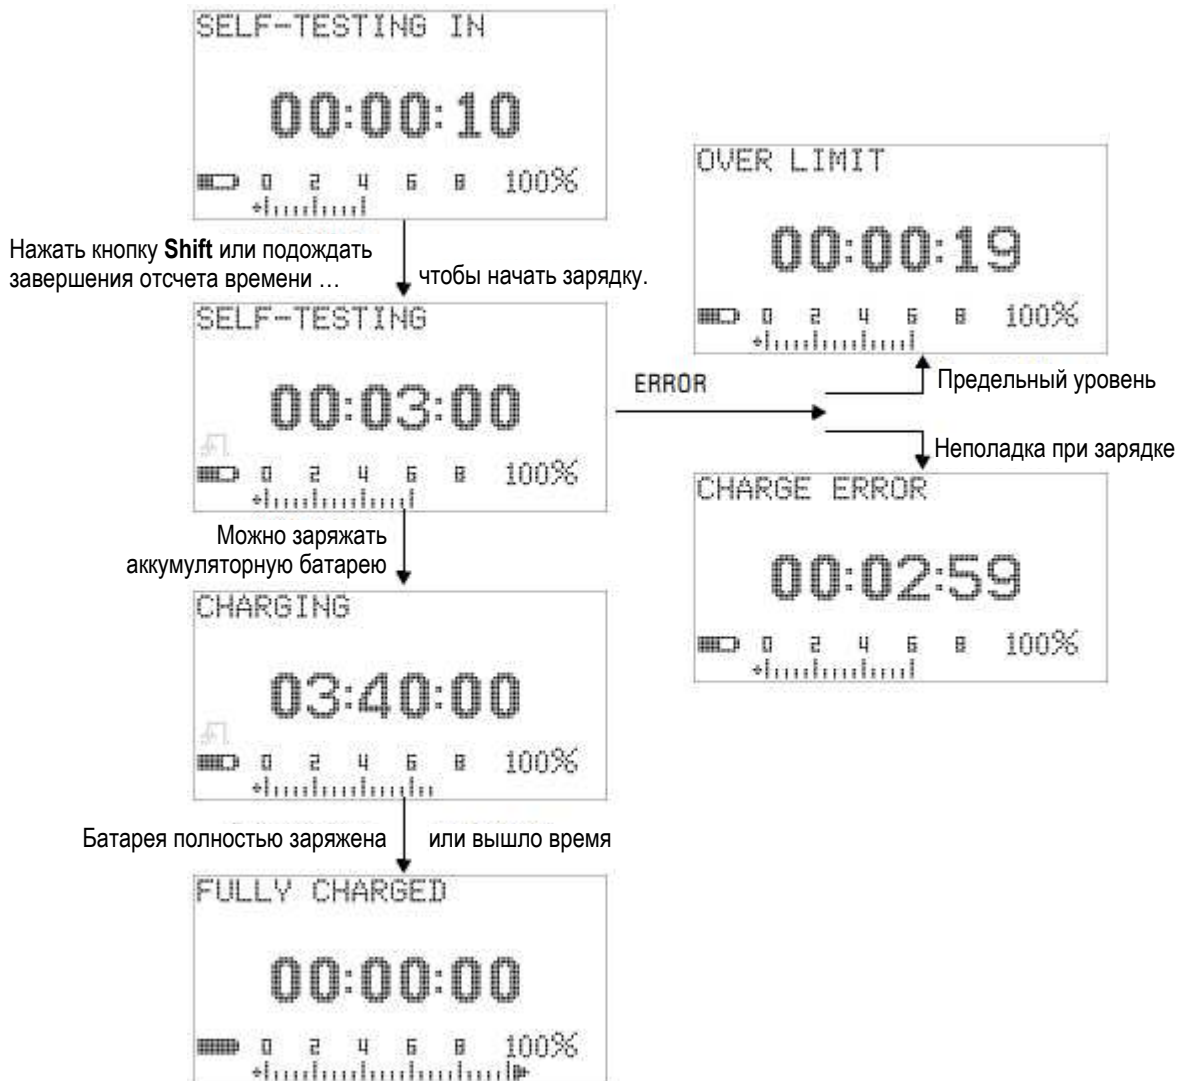 SELF-TESTING IN
00:00:10
0 2 4 6 8 100%
Нажать кнопку Shift или подождать
завершения отсчета времени …
чтобы начать зарядку.
SELF-TESTING
00:03:00
0 2 4 6 8 100%
ERROR
OVER LIMIT
00:00:19
0 2 4 6 8 100%
Предельный уровень
Неполадка при зарядке
CHARGE ERROR
00:02:59
0 2 4 6 8 100%
Можно заряжать
аккумуляторную батарею
CHARGING
03:40:00
0 2 4 6 8 100%
Батарея полностью заряжена
или вышло время
FULLY CHARGED
00:00:00
0 2 4 6 8 100%